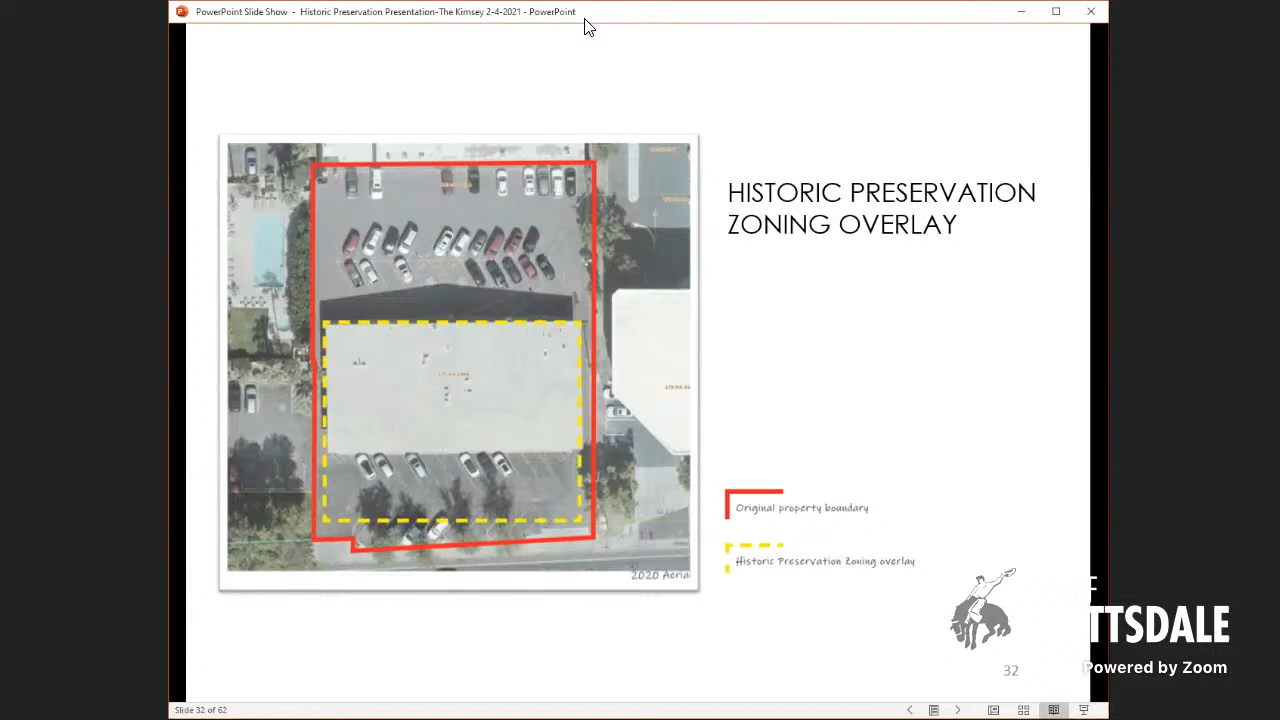 PowerPoint Slide Show - Historic Preservation Presentation-The Kimsey 2-4-2021 - PowerPoint
HISTORIC PRESERVATION
ZONING OVERLAY
Original property boundary
Historic Preservation Zoning overlay
2020 Aeria
TTSDALE
Powered by Zoom
32
Slide 32 of 62